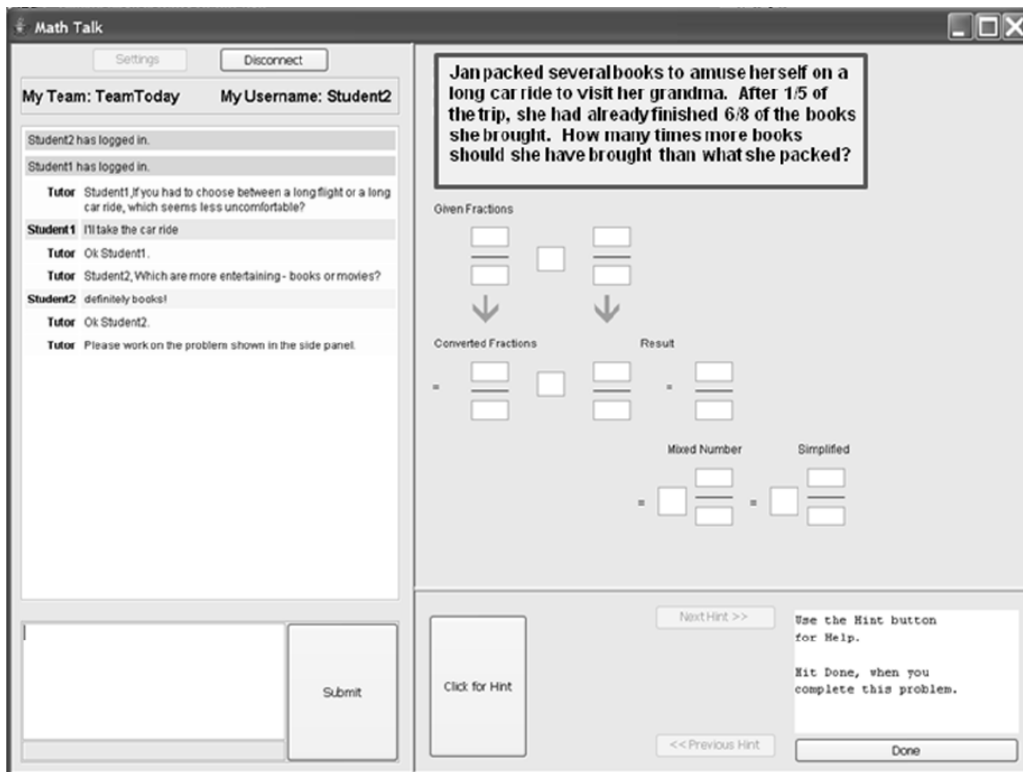 Math Talk
Settings
Disconnect
My Team: TeamToday
My Username: Student2
Student2 has logged in.
Student1 has logged in.
Tutor Student1,If you had to choose between a long flight or a long
car ride, which seems less uncomfortable?
Student1 I'll take the car ride
Tutor Ok Student1.
Tutor Student2, Which are more entertaining - books or movies?
Student2 definitely books!
Tutor Ok Student2.
Tutor Please work on the problem shown in the side panel.
Submit
Jan packed several books to amuse herself on a
long car ride to visit her grandma. After 1/5 of
the trip, she had already finished 6/8 of the books
she brought. How many times more books
should she have brought than what she packed?
Given Fractions
Converted Fractions
Result
= =
Mixed Number
Simplified
= =
Click for Hint
Next Hint >>
<< Previous Hint
Use the Hint button
for Help.
Hit Done, when you
complete this problem.
Done